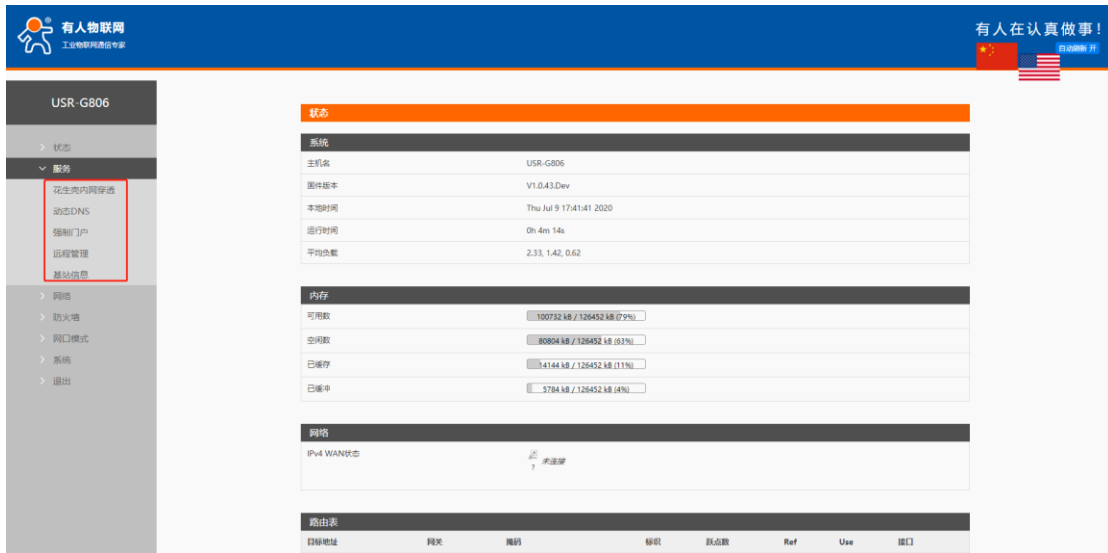 有人物联网
工业物联网通信专家
有人在认真做事!
自动刷新 开
USR-G806
状态
服务
花生壳内网穿透
动态DNS
强制门户
远程管理
基站信息
网络
防火墙
网口模式
系统
退出
状态
系统
主机名 USR-G806
固件版本 V1.0.43.Dev
本地时间 Thu Jul 9 17:41:41 2020
运行时间 0h 4m 14s
平均负载 2.33, 1.42, 0.62
内存
可用数 100732 kB / 126452 kB (79%)
空闲数 80804 kB / 126452 kB (63%)
已缓存 14144 kB / 126452 kB (11%)
已缓冲 5784 kB / 126452 kB (4%)
网络
IPv4 WAN状态 ? 未连接
路由表
目标地址 网关 掩码 标识 跃点数 Ref Use 接口